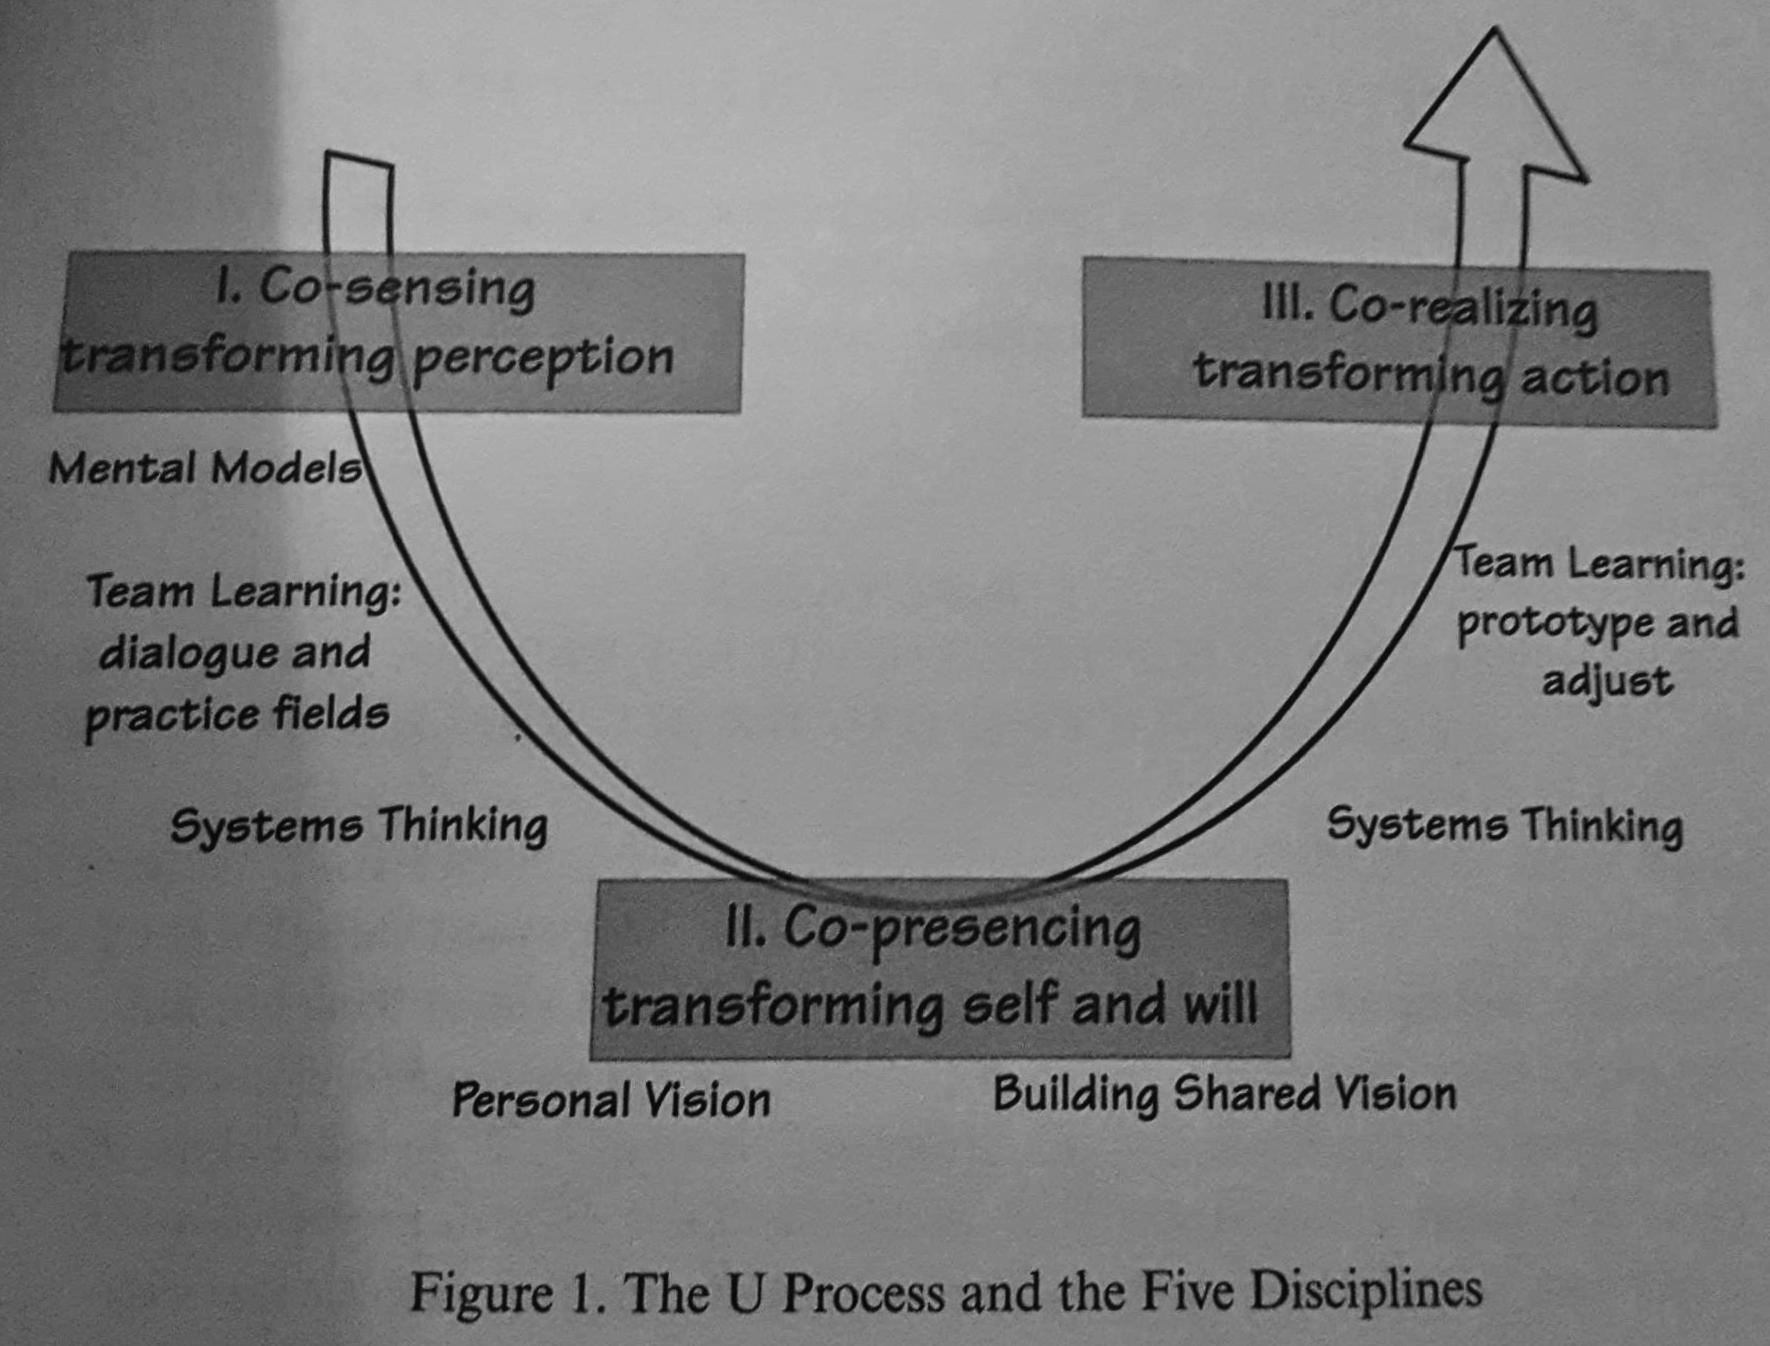 I. Co-sensing
transforming perception
III. Co-realizing
transforming action
Mental Models
Team Learning:
dialogue and
practice fields
Team Learning:
prototype and
adjust
Systems Thinking
Systems Thinking
II. Co-presencing
transforming self and will
Personal Vision
Building Shared Vision
Figure 1. The U Process and the Five Disciplines